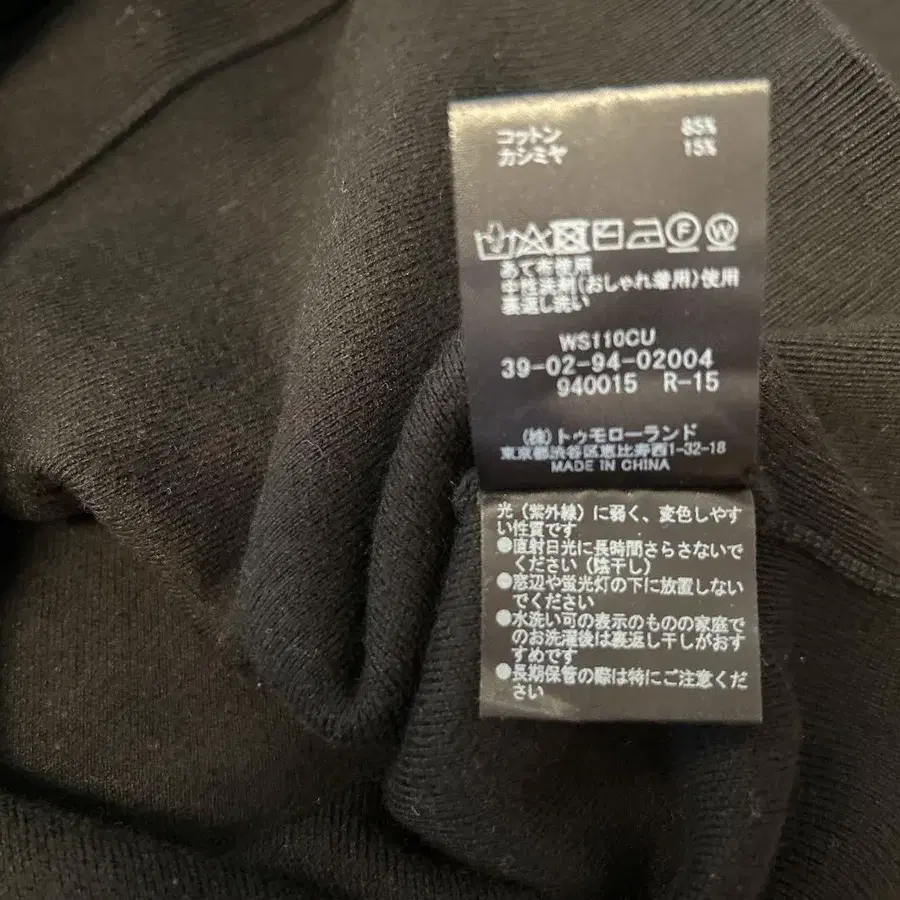 コットン 85%
カシミヤ 15%
F W
あて布使用
中性洗剤(おしゃれ着用)使用
裏返し洗い
WS110CU
39-02-94-02004
940015 R-15
(株)トゥモローランド
東京都渋谷区恵比寿西1-32-18
MADE IN CHINA
光(紫外線)に弱く、変色しやす
い性質です
●直射日光に長時間さらさないで
ください(陰干し)
●窓辺や蛍光灯の下に放置しない
でください
●水洗い可の表示のものの家庭で
のお洗濯後は裏返し干しがおす
すめです
●長期保管の際は特にご注意くだ
さい